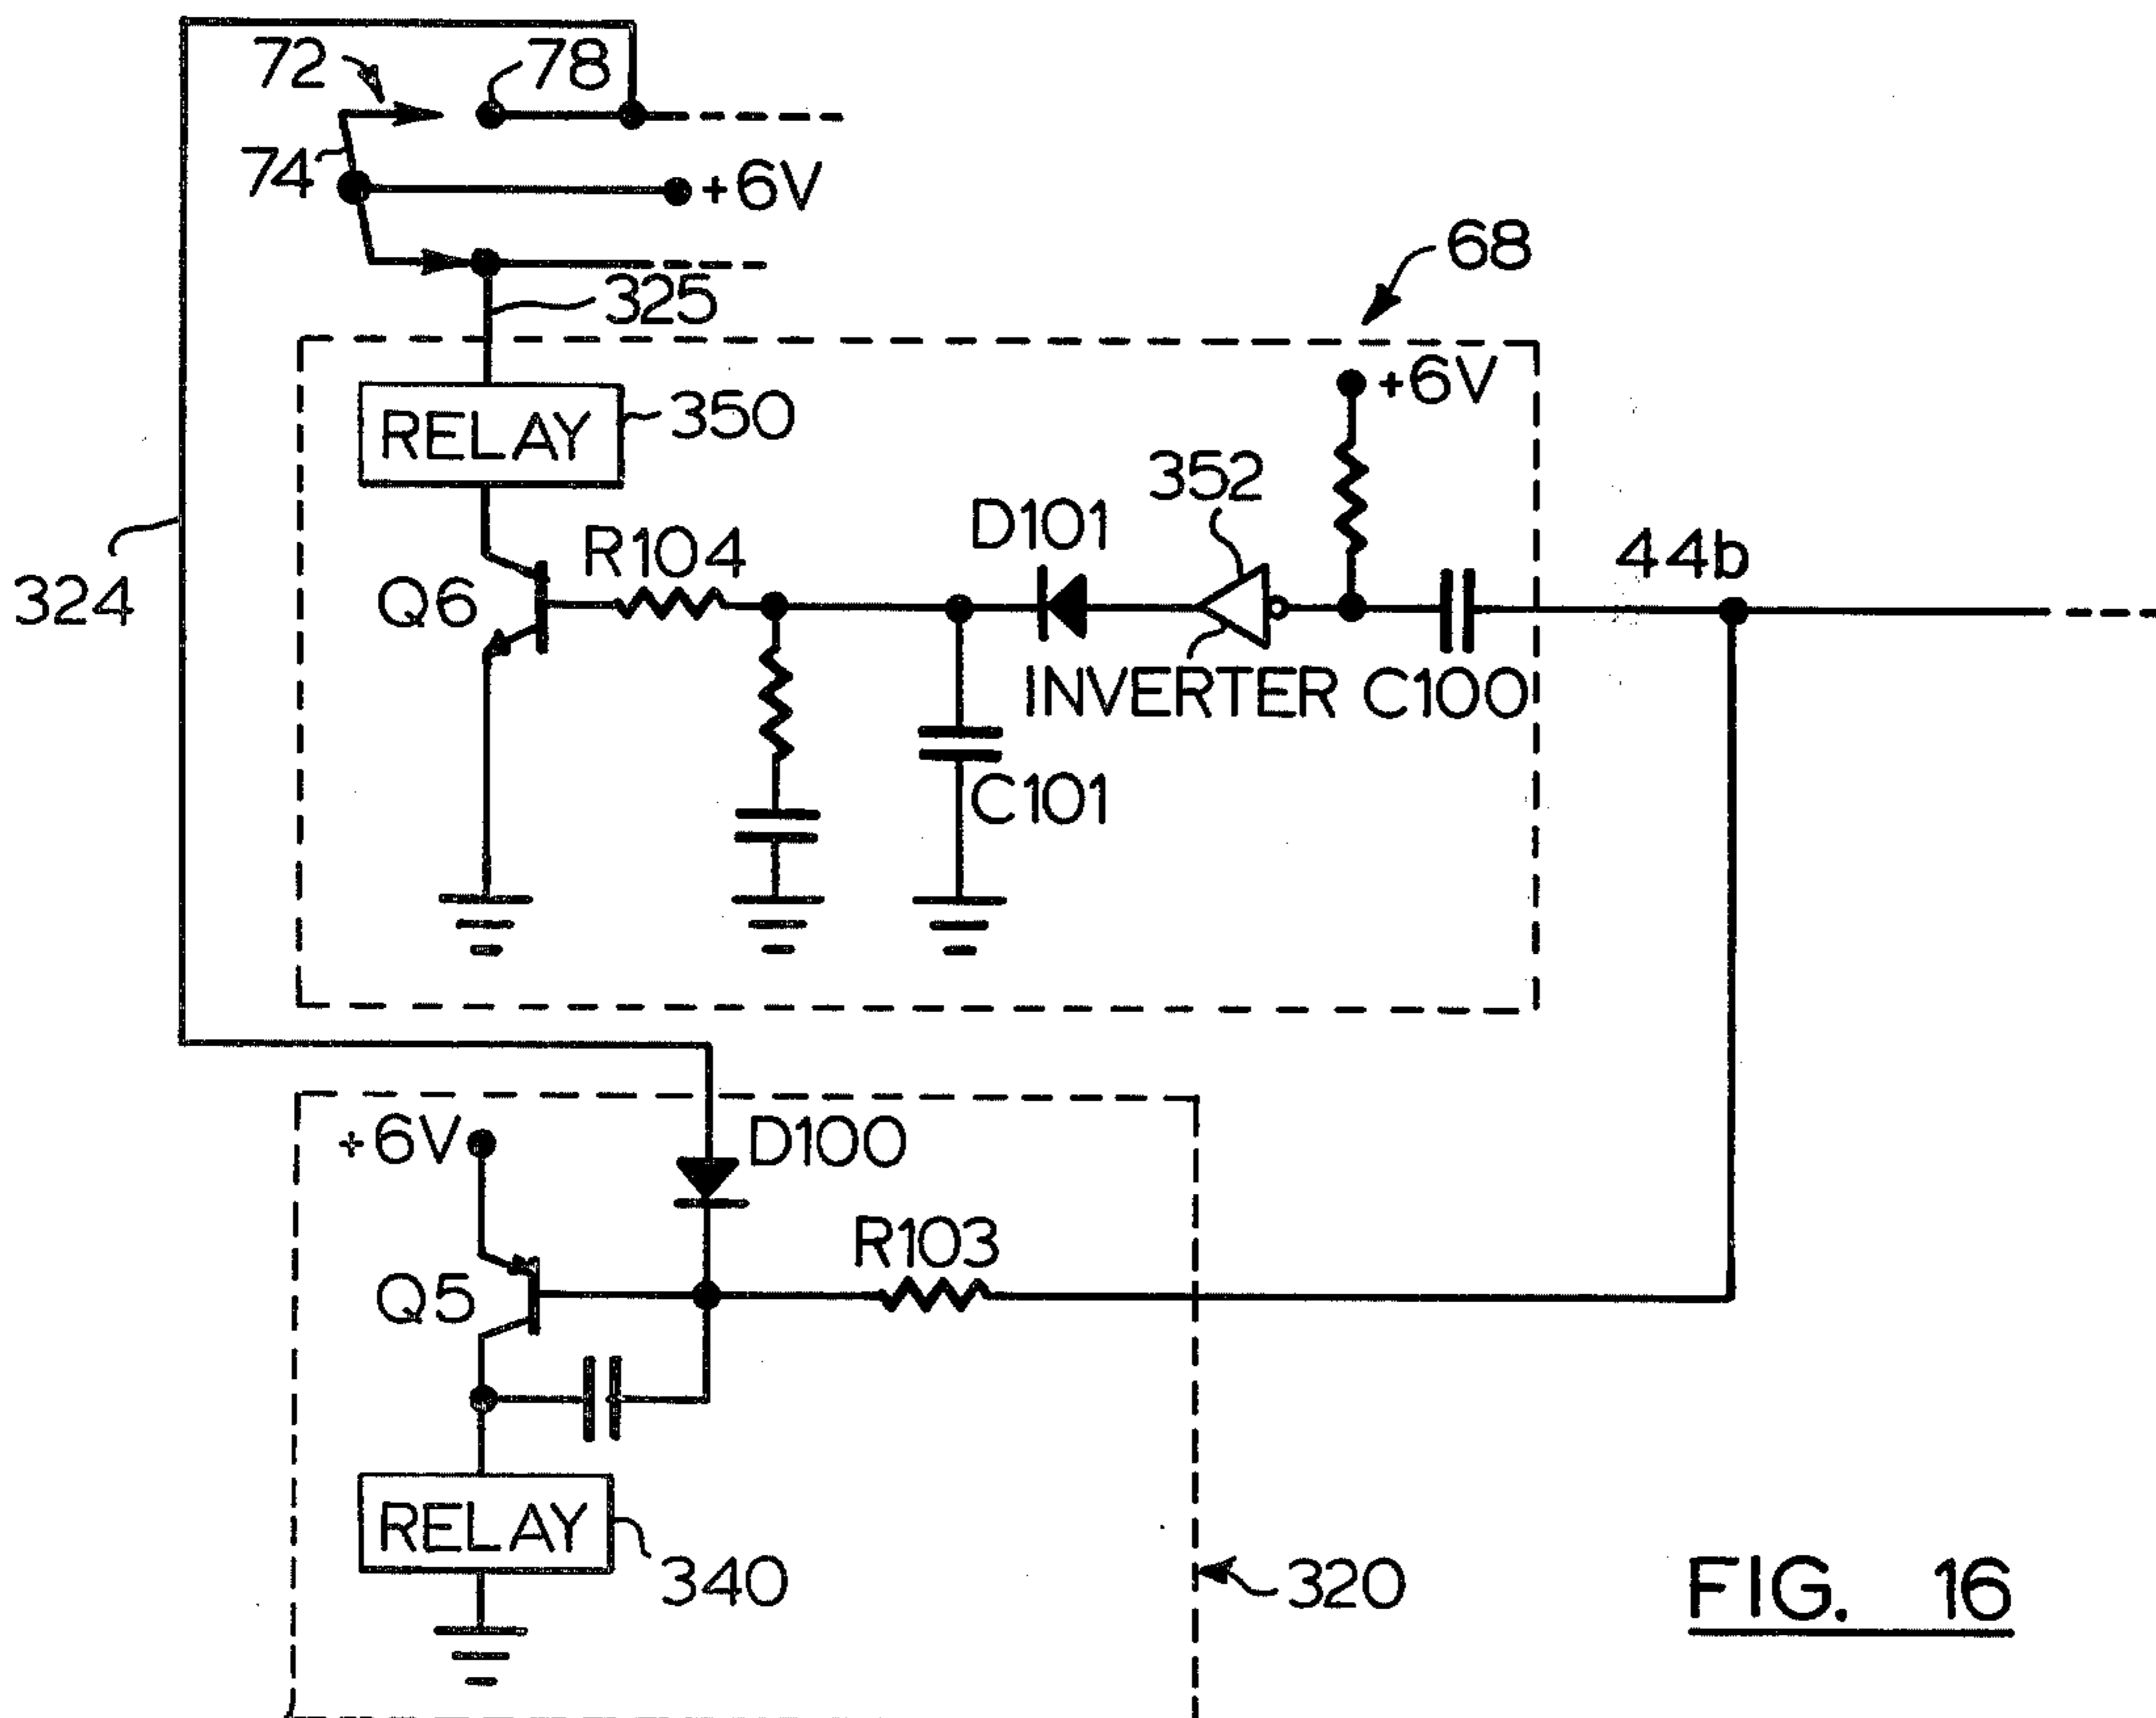 72
78
74
+6V
68
325
+6V
RELAY
350
352
D101
R104
44b
324
Q6
INVERTER
C100
C101
+6V
D100
R103
Q5
RELAY
340
320
FIG. 16